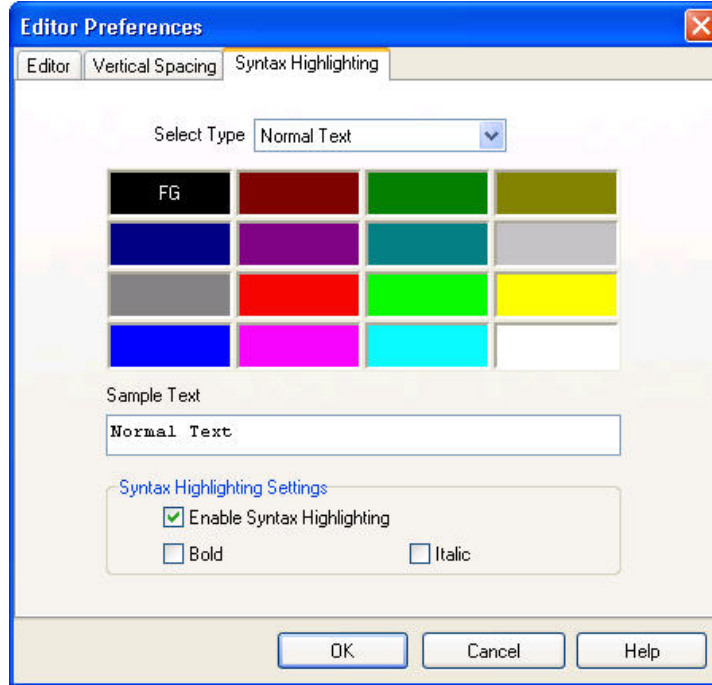 Editor Preferences
Editor Vertical Spacing Syntax Highlighting
Select Type Normal Text
FG
Sample Text
Normal Text
Syntax Highlighting Settings
Enable Syntax Highlighting
Bold Italic
OK Cancel Help